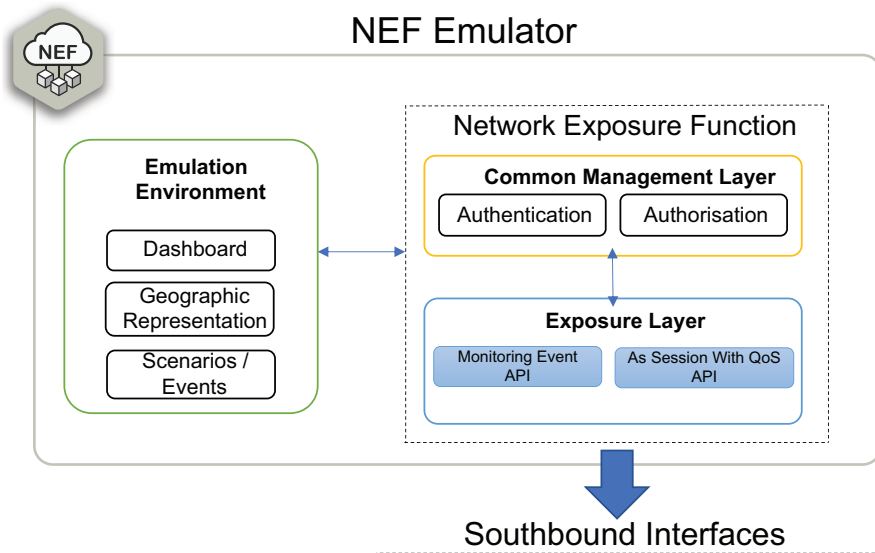 NEF Emulator
NEF
Network Exposure Function
Emulation
Environment
Dashboard
Geographic
Representation
Scenarios /
Events
Common Management Layer
Authentication
Authorisation
Exposure Layer
Monitoring Event
API
As Session With QoS
API
Southbound Interfaces